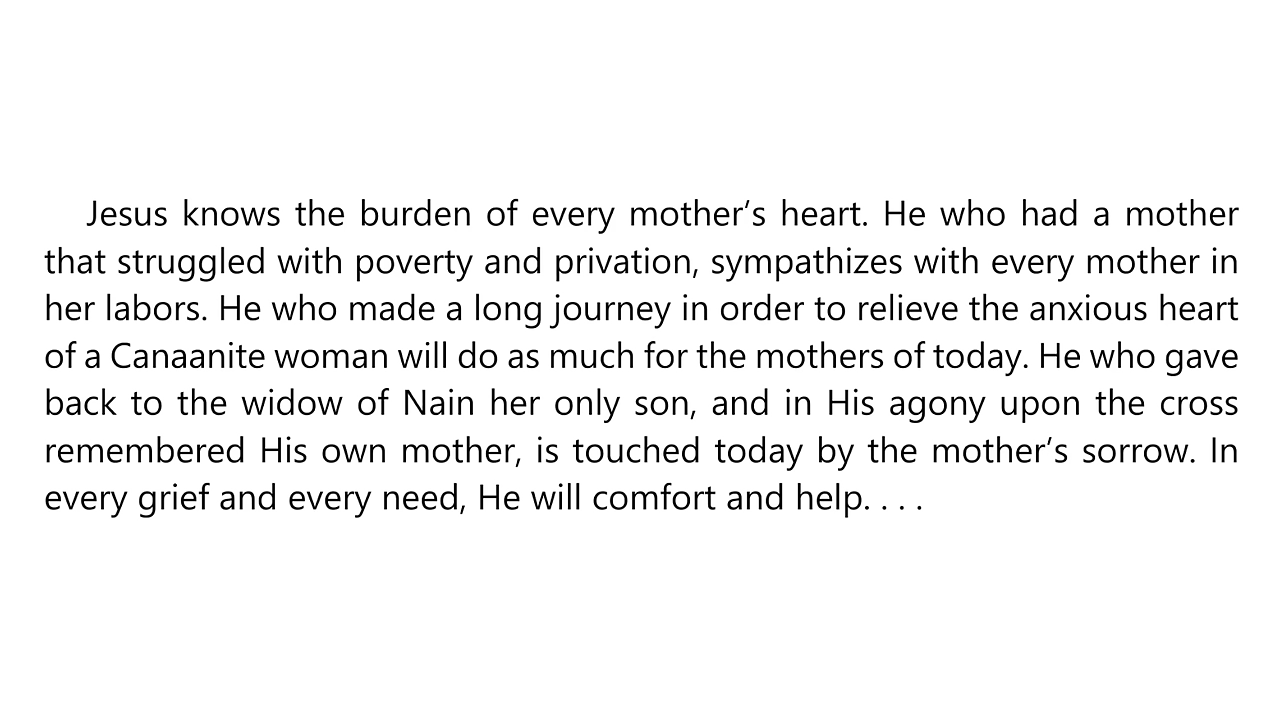 Jesus knows the burden of every mother’s heart. He who had a mother
that struggled with poverty and privation, sympathizes with every mother in
her labors. He who made a long journey in order to relieve the anxious heart
of a Canaanite woman will do as much for the mothers of today. He who gave
back to the widow of Nain her only son, and in His agony upon the cross
remembered His own mother, is touched today by the mother’s sorrow. In
every grief and every need, He will comfort and help. . . .